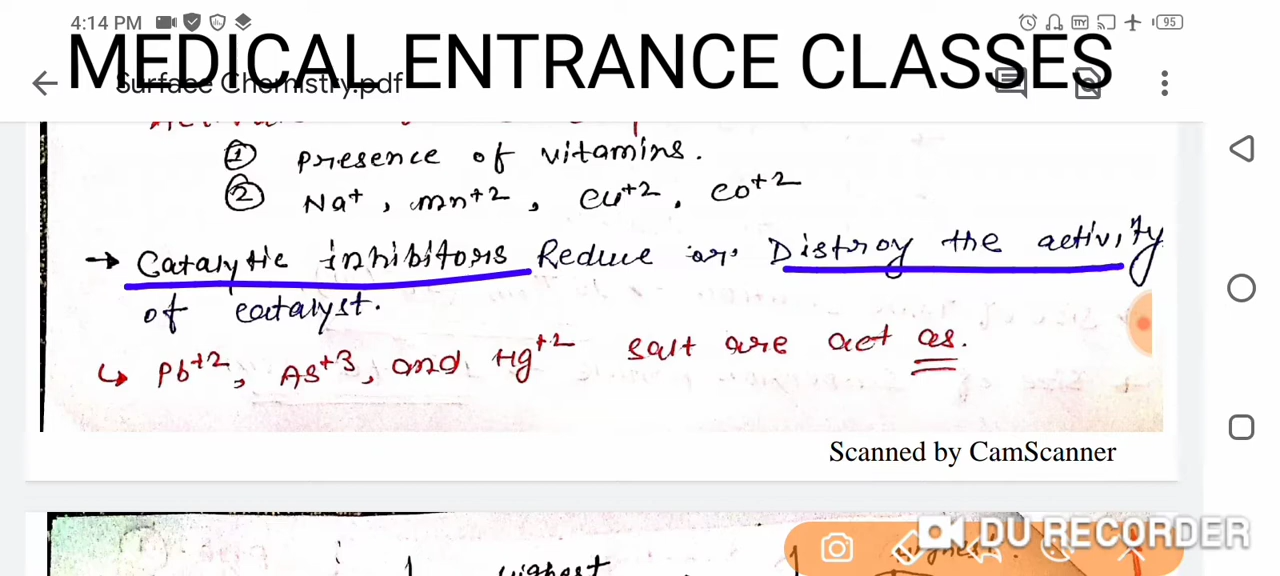 4:14 PM
95
MEDICAL ENTRANCE CLASSES
Surface Chemistry.pdf
① Presence of vitamins.
② Na+, mn+2, Cu+2, Co+2
→ Catalytic inhibitors Reduce or Distroy the activity
of catalyst.
↳ Pb+2, As+3, and Hg+2 salt are act as.
Scanned by CamScanner
DU RECORDER
Highest